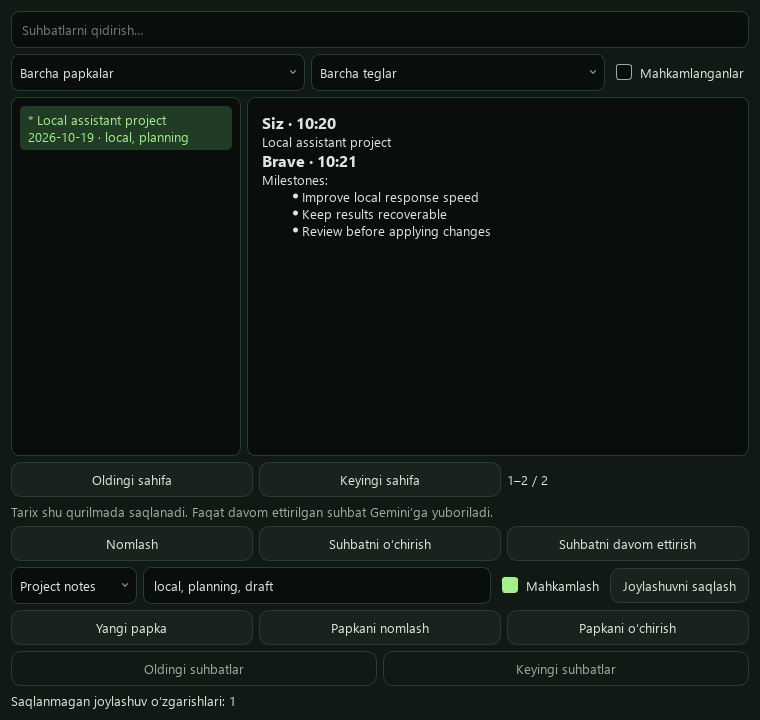 Suhbatlarni qidirish...
Barcha papkalar
Barcha teglar
Mahkamlanganlar
* Local assistant project
2026-10-19 · local, planning
Siz · 10:20
Local assistant project
Brave · 10:21
Milestones:
• Improve local response speed
• Keep results recoverable
• Review before applying changes
Oldingi sahifa
Keyingi sahifa
1–2 / 2
Tarix shu qurilmada saqlanadi. Faqat davom ettirilgan suhbat Gemini’ga yuboriladi.
Nomlash
Suhbatni o‘chirish
Suhbatni davom ettirish
Project notes
local, planning, draft
Mahkamlash
Joylashuvni saqlash
Yangi papka
Papkani nomlash
Papkani o‘chirish
Oldingi suhbatlar
Keyingi suhbatlar
Saqlanmagan joylashuv o‘zgarishlari: 1